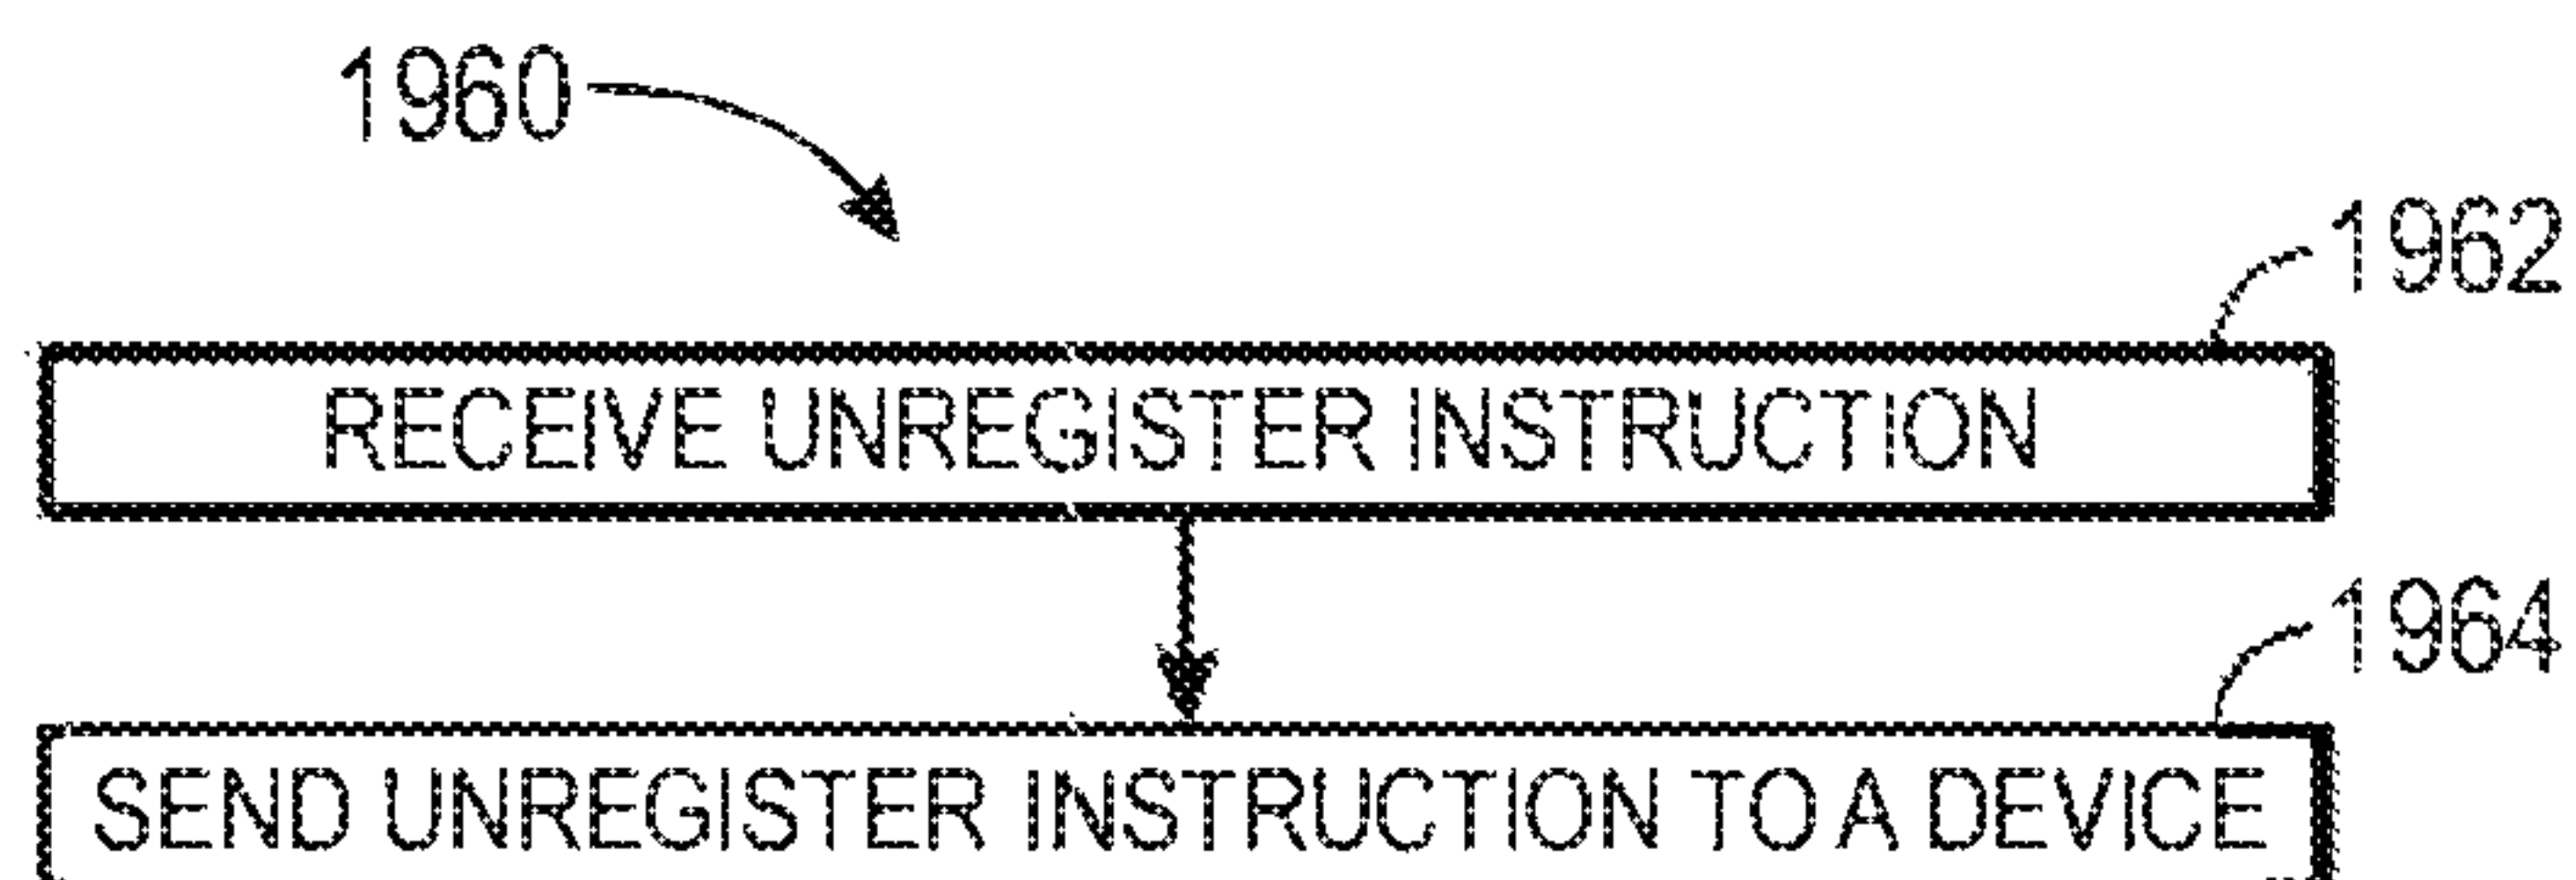 1960
1962
RECEIVE UNREGISTER INSTRUCTION
1964
SEND UNREGISTER INSTRUCTION TO A DEVICE